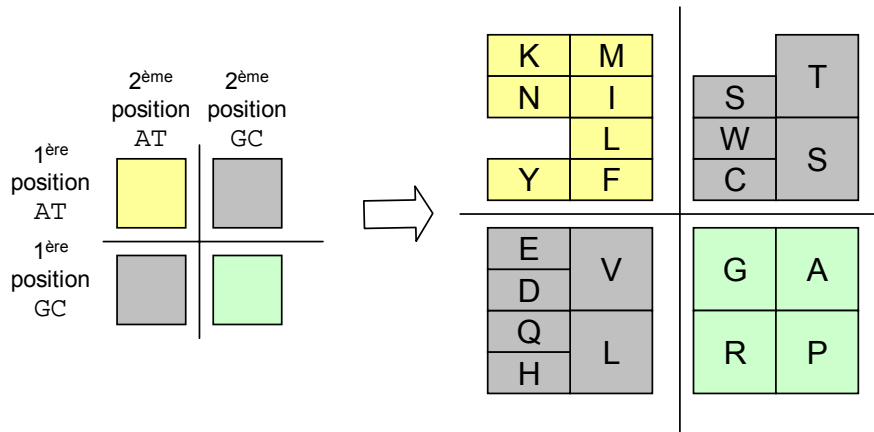 2ème
position
AT
2ème
position
GC
1ère
position
AT
1ère
position
GC
K M
N I
L
Y F
T
S
W
S
C
E
V
D
Q
L
H
G A
R P